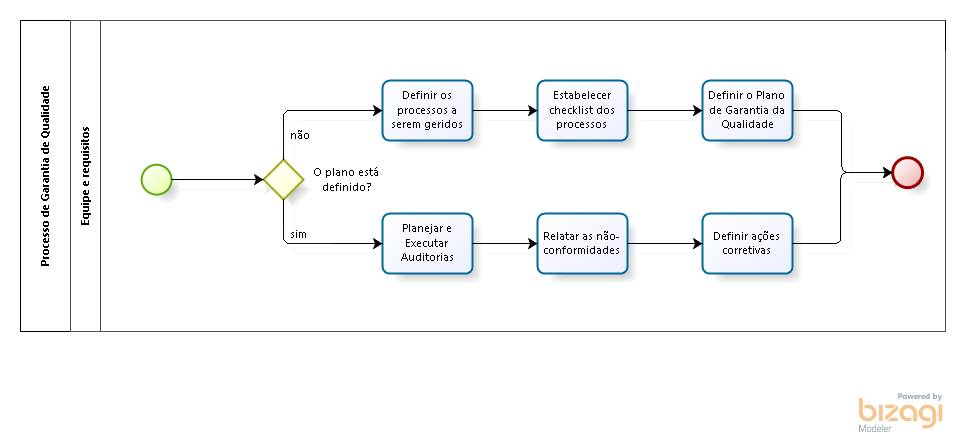 Processo de Garantia de Qualidade
Equipe e requisitos
não
O plano está
definido?
sim
Definir os
processos a
serem geridos
Estabelecer
checklist dos
processos
Definir o Plano
de Garantia da
Qualidade
Planejar e
Executar
Auditorias
Relatar as não-
conformidades
Definir ações
corretivas
Powered by
bizagi
Modeler